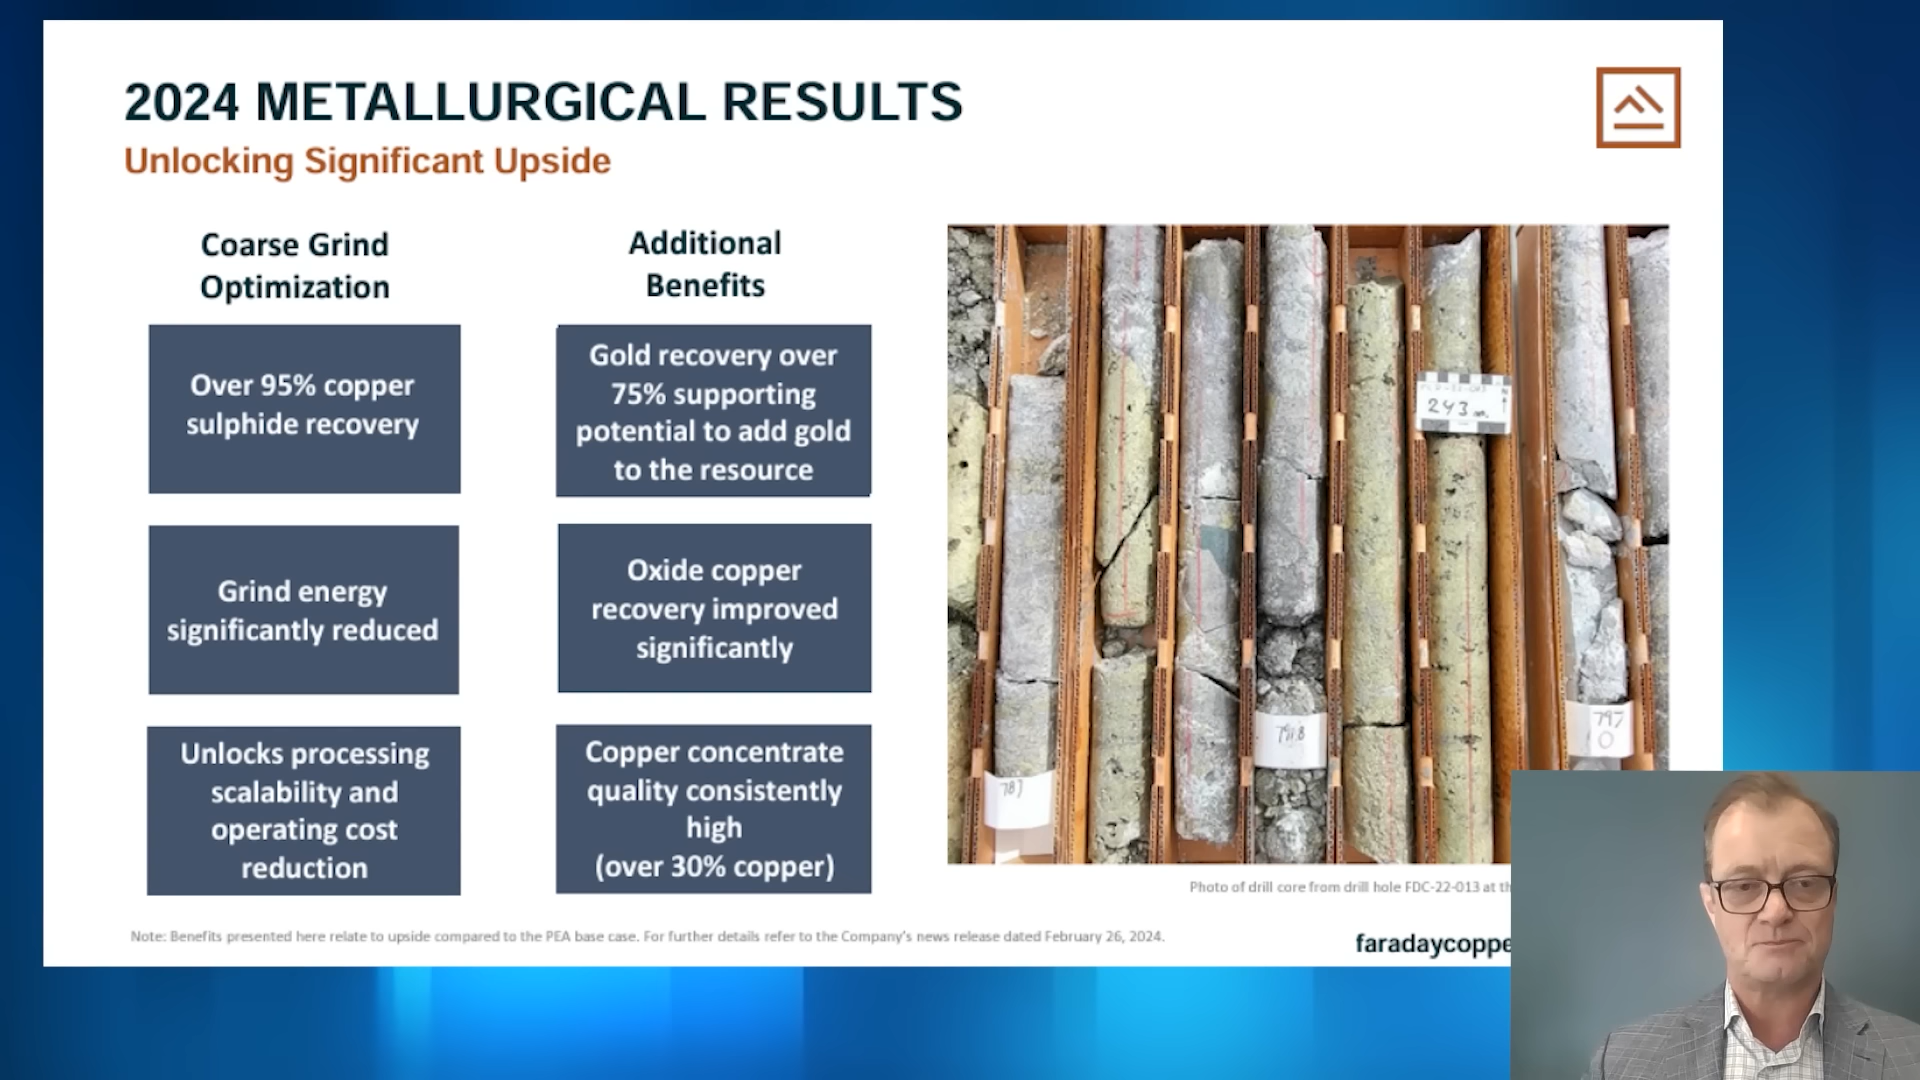 2024 METALLURGICAL RESULTS
Unlocking Significant Upside
Coarse Grind
Optimization
Over 95% copper
sulphide recovery
Grind energy
significantly reduced
Unlocks processing
scalability and
operating cost
reduction
Additional
Benefits
Gold recovery over
75% supporting
potential to add gold
to the resource
Oxide copper
recovery improved
significantly
Copper concentrate
quality consistently
high
(over 30% copper)
243 m.
787
797
Photo of drill core from drill hole FDC-22-013 at
Note: Benefits presented here relate to upside compared to the PEA base case. For further details refer to the Company's news release dated February 26, 2024.
faradaycoppe